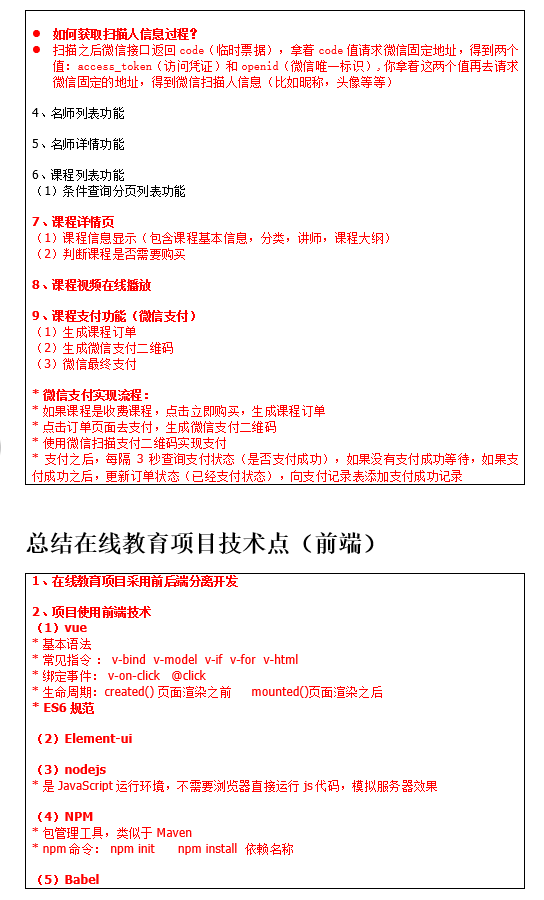 ● 如何获取扫描人信息过程？
● 扫描之后微信接口返回 code（临时票据），拿着 code 值请求微信固定地址，得到两个
值：access_token（访问凭证）和 openid（微信唯一标识），你拿着这两个值再去请求
微信固定的地址，得到微信扫描人信息（比如昵称，头像等等）
4、名师列表功能
5、名师详情功能
6、课程列表功能
（1）条件查询分页列表功能
7、课程详情页
（1）课程信息显示（包含课程基本信息，分类，讲师，课程大纲）
（2）判断课程是否需要购买
8、课程视频在线播放
9、课程支付功能（微信支付）
（1）生成课程订单
（2）生成微信支付二维码
（3）微信最终支付
* 微信支付实现流程：
* 如果课程是收费课程，点击立即购买，生成课程订单
* 点击订单页面去支付，生成微信支付二维码
* 使用微信扫描支付二维码实现支付
* 支付之后，每隔 3 秒查询支付状态（是否支付成功），如果没有支付成功等待，如果支
付成功之后，更新订单状态（已经支付状态），向支付记录表添加支付成功记录
总结在线教育项目技术点（前端）
1、在线教育项目采用前后端分离开发
2、项目使用前端技术
（1）vue
* 基本语法
* 常见指令 ： v-bind v-model v-if v-for v-html
* 绑定事件： v-on-click @click
* 生命周期：created() 页面渲染之前 mounted()页面渲染之后
* ES6 规范
（2）Element-ui
（3）nodejs
* 是 JavaScript 运行环境，不需要浏览器直接运行 js 代码，模拟服务器效果
（4）NPM
* 包管理工具，类似于 Maven
* npm 命令： npm init npm install 依赖名称
（5）Babel